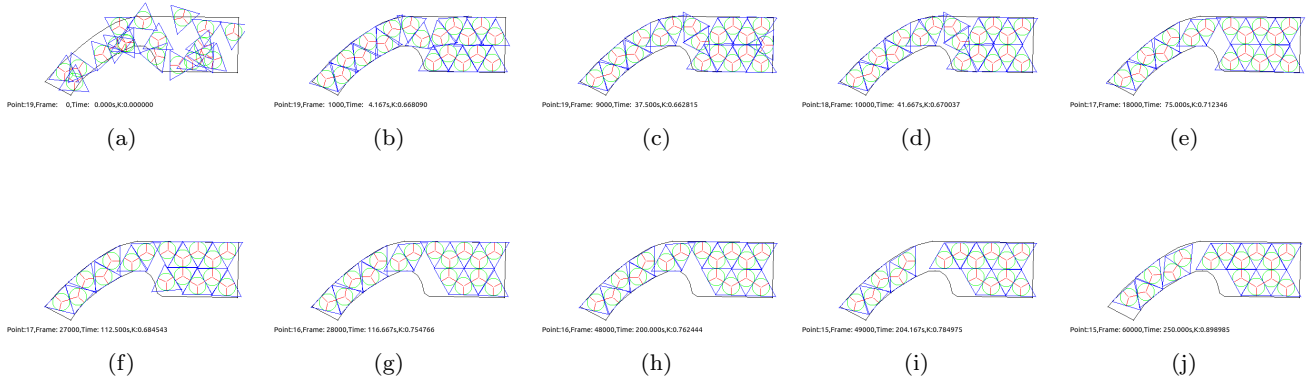 Point:19,Frame: 0,Time: 0.000s,K:0.000000
Point:19,Frame: 1000,Time: 4.167s,K:0.668090
Point:19,Frame: 9000,Time: 37.500s,K:0.662815
Point:18,Frame: 10000,Time: 41.667s,K:0.670037
Point:17,Frame: 18000,Time: 75.000s,K:0.712346
(a)
(b)
(c)
(d)
(e)
Point:17,Frame: 27000,Time: 112.500s,K:0.684543
Point:16,Frame: 28000,Time: 116.667s,K:0.754766
Point:16,Frame: 48000,Time: 200.000s,K:0.762444
Point:15,Frame: 49000,Time: 204.167s,K:0.784975
Point:15,Frame: 60000,Time: 250.000s,K:0.898985
(f)
(g)
(h)
(i)
(j)